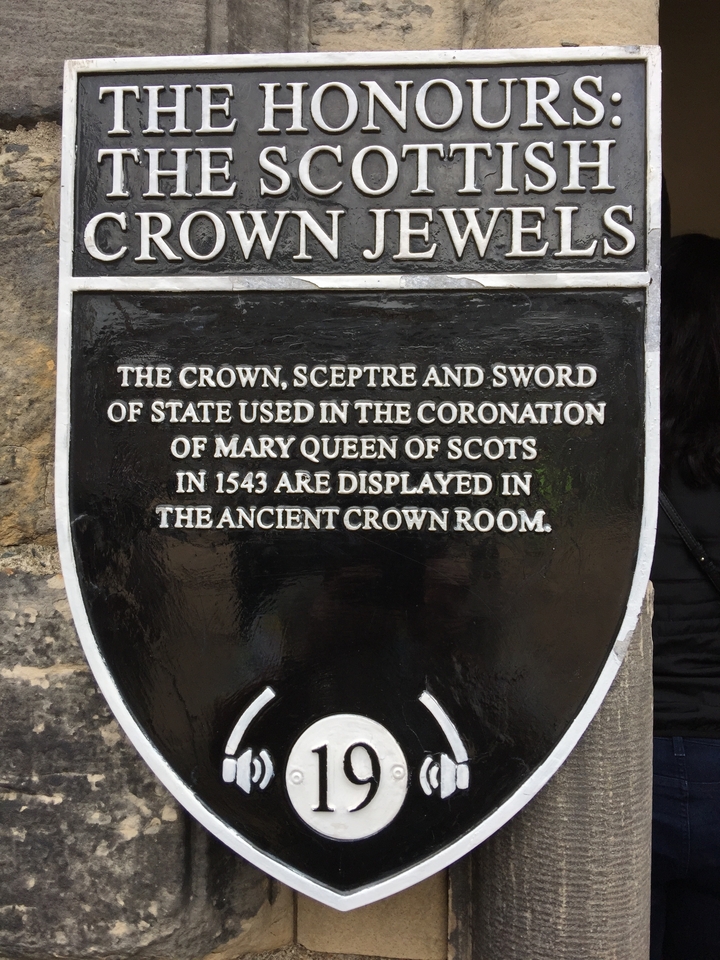 THE HONOURS:
THE SCOTTISH
CROWN JEWELS
THE CROWN, SCEPTRE AND SWORD
OF STATE USED IN THE CORONATION
OF MARY QUEEN OF SCOTS
IN 1543 ARE DISPLAYED IN
THE ANCIENT CROWN ROOM.
19